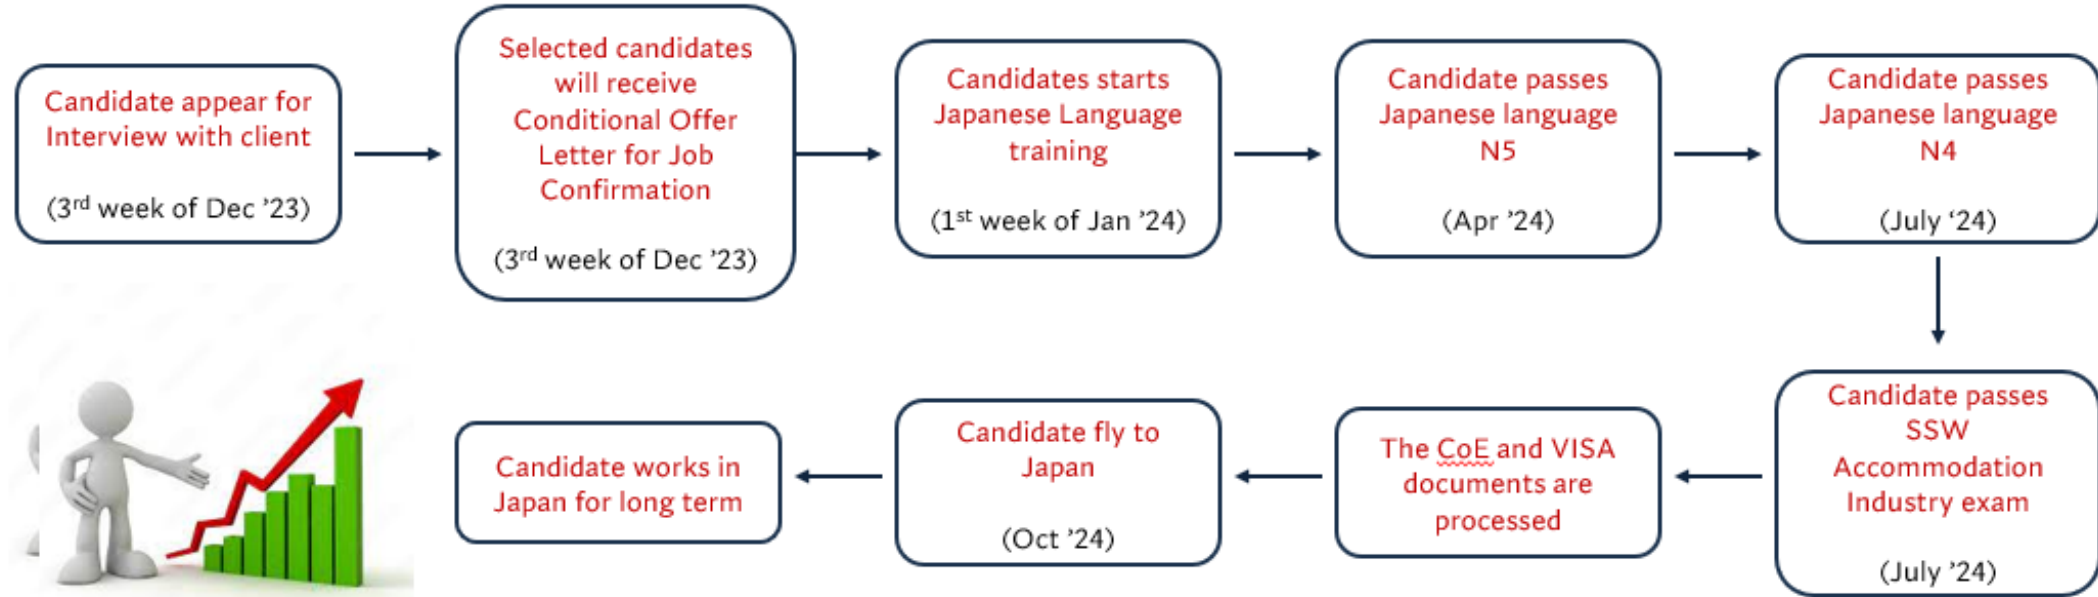 Candidate appear for
Interview with client
(3rd week of Dec ’23)
Selected candidates
will receive
Conditional Offer
Letter for Job
Confirmation
(3rd week of Dec ’23)
Candidates starts
Japanese Language
training
(1st week of Jan ’24)
Candidate passes
Japanese language
N5
(Apr ’24)
Candidate passes
Japanese language
N4
(July ‘24)
Candidate passes
SSW
Accommodation
Industry exam
(July ’24)
The CoE and VISA
documents are
processed
Candidate fly to
Japan
(Oct ’24)
Candidate works in
Japan for long term